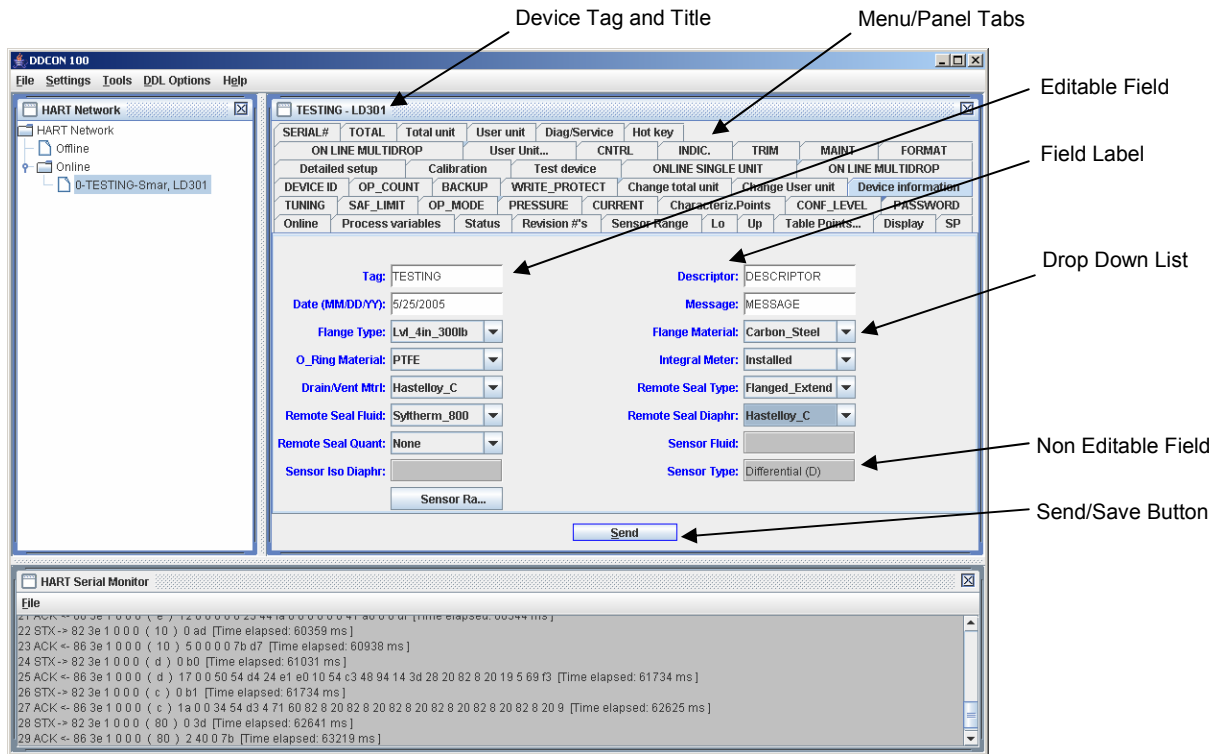 Device Tag and Title
Menu/Panel Tabs
DDCON 100
File Settings Tools DDL Options Help
Editable Field
HART Network
TESTING - LD301
HART Network
Offline
Online
0-TESTING-Smar, LD301
SERIAL# TOTAL Total unit User unit Diag/Service Hot key
ON LINE MULTIDROP User Unit... CNTRL INDIC. TRIM MAINT FORMAT
Field Label
Detailed setup Calibration Test device ONLINE SINGLE UNIT ON LINE MULTIDROP
DEVICE ID OP_COUNT BACKUP WRITE_PROTECT Change total unit Change User unit Device information
TUNING SAF_LIMIT OP_MODE PRESSURE CURRENT Characteriz.Points CONF_LEVEL PASSWORD
Online Process variables Status Revision #'s Sensor Range Lo Up Table Points... Display SP
Drop Down List
Tag: TESTING Descriptor: DESCRIPTOR
Date (MM/DD/YY): 5/25/2005 Message: MESSAGE
Flange Type: Lvl_4in_300lb Flange Material: Carbon_Steel
O_Ring Material: PTFE Integral Meter: Installed
Drain/Vent Mtrl: Hastelloy_C Remote Seal Type: Flanged_Extend
Remote Seal Fluid: Syltherm_800 Remote Seal Diaphr: Hastelloy_C
Remote Seal Quant: None Sensor Fluid:
Non Editable Field
Sensor Iso Diaphr: Sensor Type: Differential (D)
Sensor Ra...
Send/Save Button
Send
HART Serial Monitor
File
22 STX -> 82 3e 1 0 0 0 ( 10 ) 0 ad [Time elapsed: 60359 ms ]
23 ACK <- 86 3e 1 0 0 0 ( 10 ) 5 0 0 0 0 7b d7 [Time elapsed: 60938 ms ]
24 STX -> 82 3e 1 0 0 0 ( d ) 0 b0 [Time elapsed: 61031 ms ]
25 ACK <- 86 3e 1 0 0 0 ( d ) 17 0 0 50 54 d4 24 e1 e0 10 54 c3 48 94 14 3d 28 20 82 8 20 19 5 69 f3 [Time elapsed: 61734 ms ]
26 STX -> 82 3e 1 0 0 0 ( c ) 0 b1 [Time elapsed: 61734 ms ]
27 ACK <- 86 3e 1 0 0 0 ( c ) 1a 0 0 34 54 d3 4 71 60 82 8 20 82 8 20 82 8 20 82 8 20 82 8 20 82 8 20 9 [Time elapsed: 62625 ms ]
28 STX -> 82 3e 1 0 0 0 ( 80 ) 0 3d [Time elapsed: 62641 ms ]
29 ACK <- 86 3e 1 0 0 0 ( 80 ) 2 40 0 7b [Time elapsed: 63219 ms ]